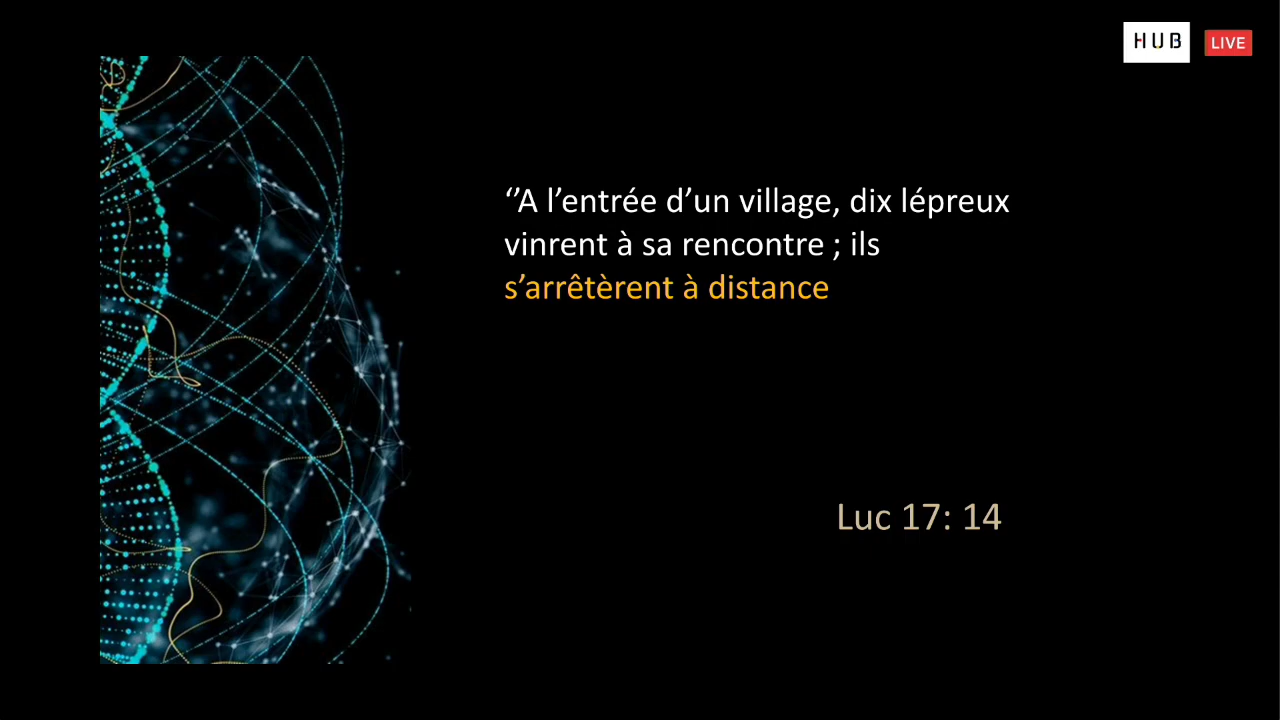 HUB LIVE
‘’A l’entrée d’un village, dix lépreux
vinrent à sa rencontre ; ils
s’arrêtèrent à distance
Luc 17: 14